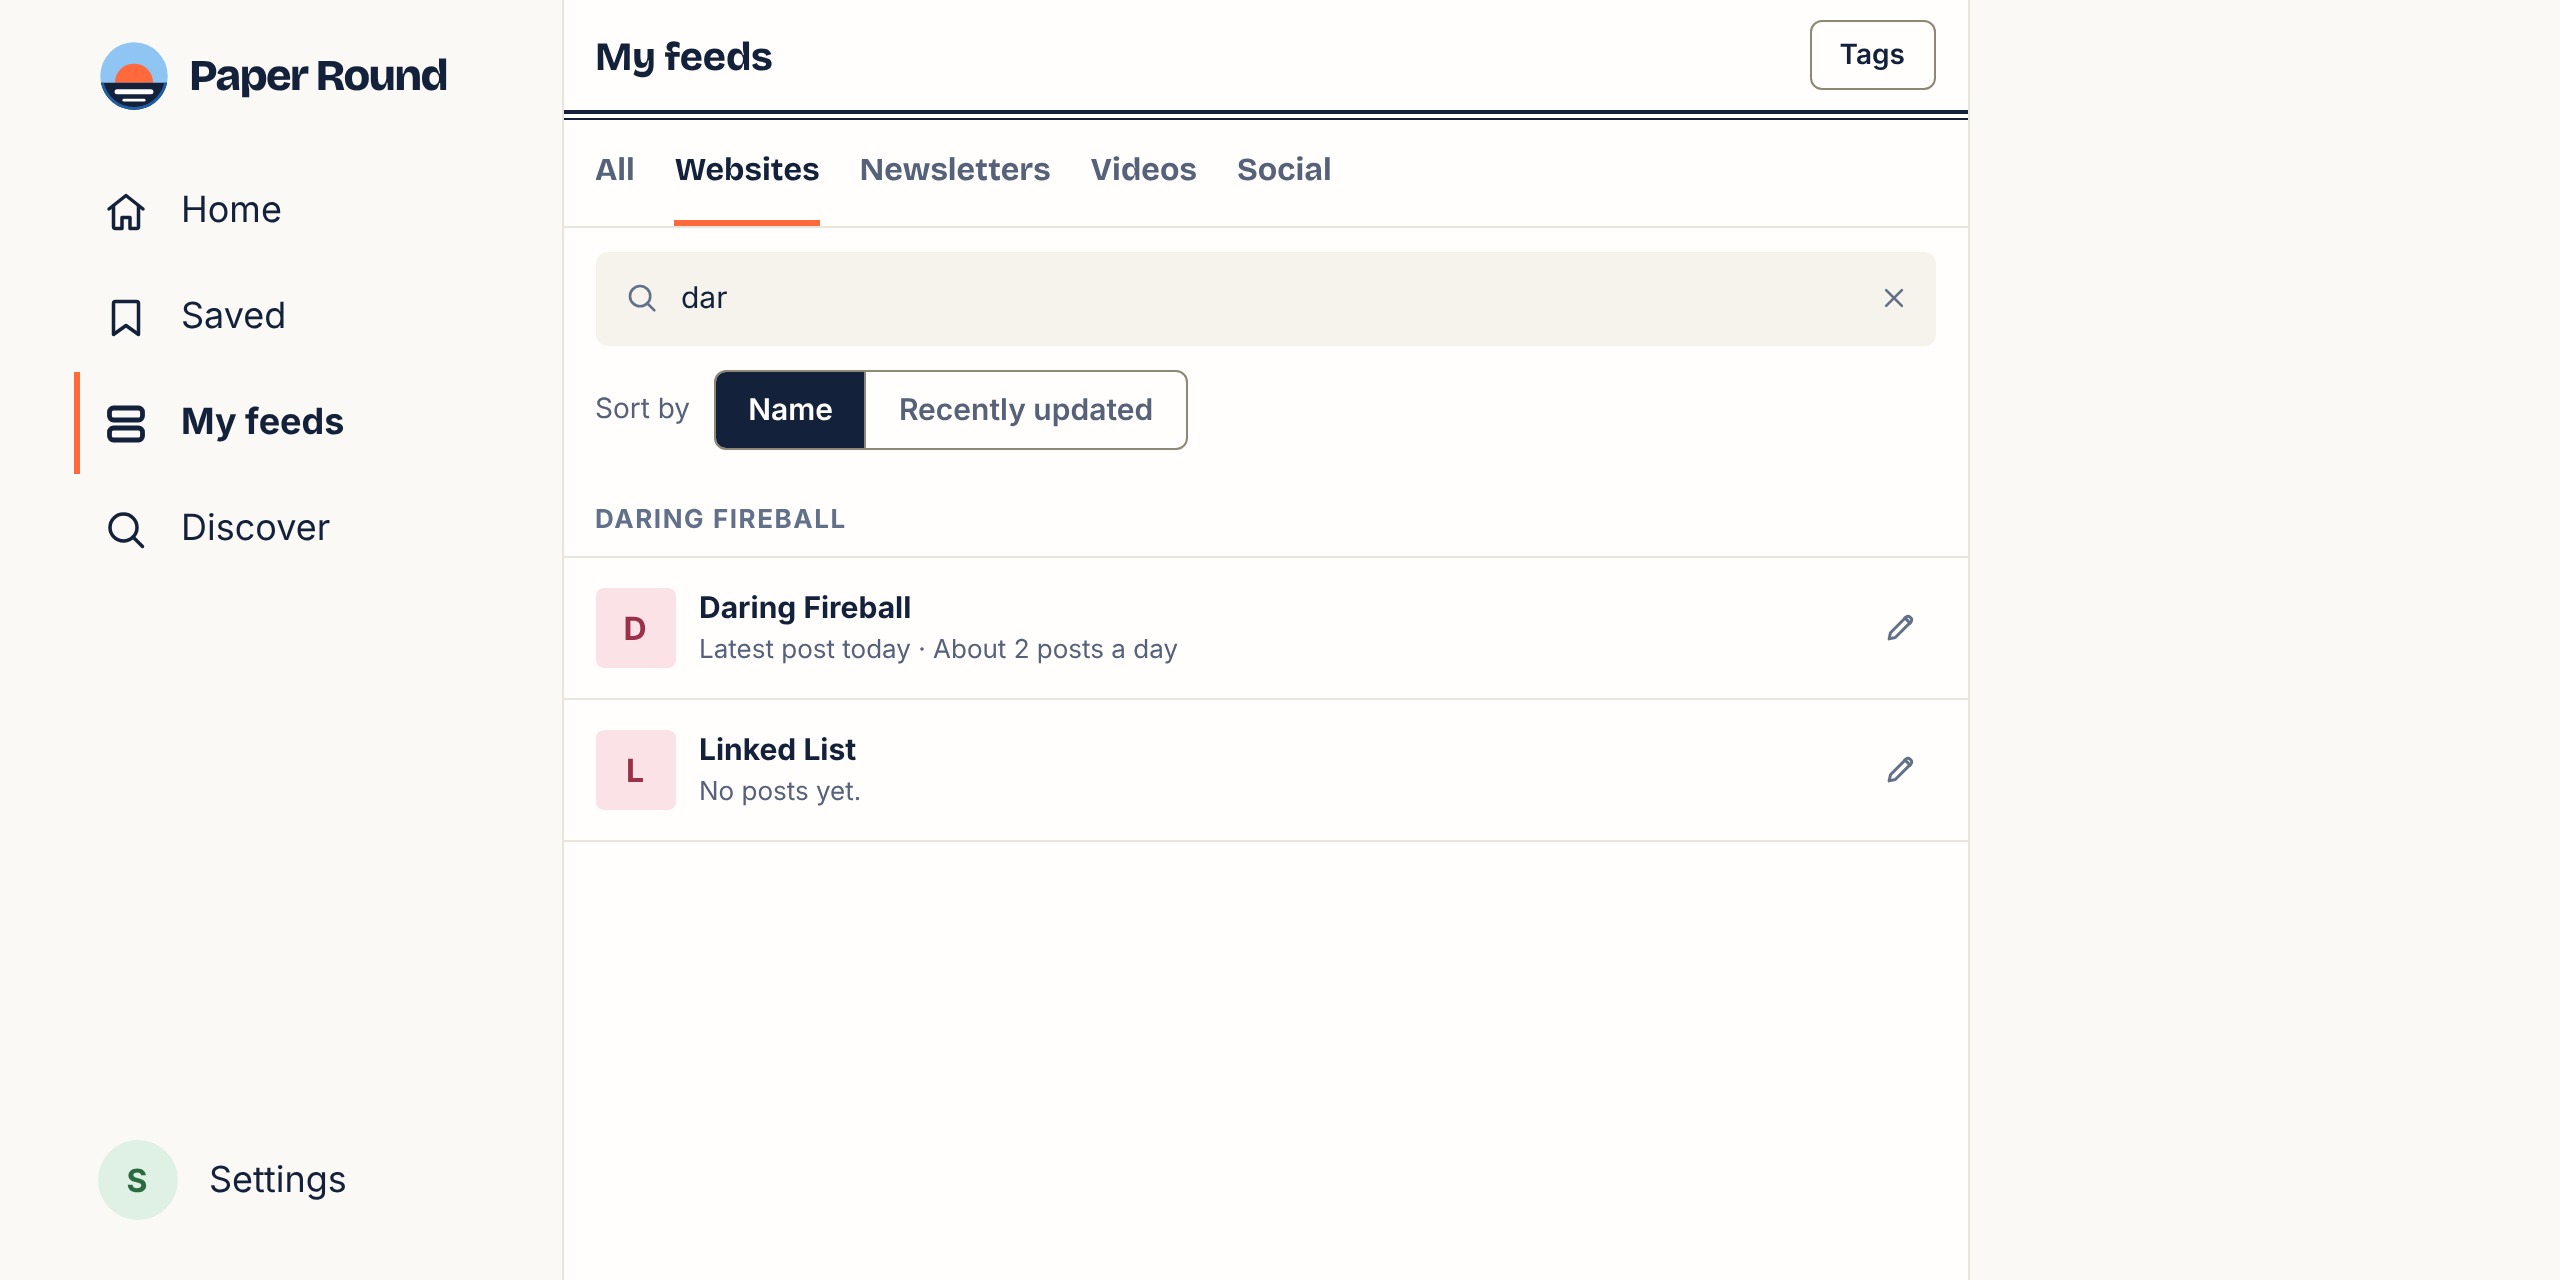 Paper Round
Home
Saved
My feeds
Discover
S
Settings
My feeds
Tags
All Websites Newsletters Videos Social
dar
Sort by Name Recently updated
DARING FIREBALL
D
Daring Fireball
Latest post today · About 2 posts a day
L
Linked List
No posts yet.